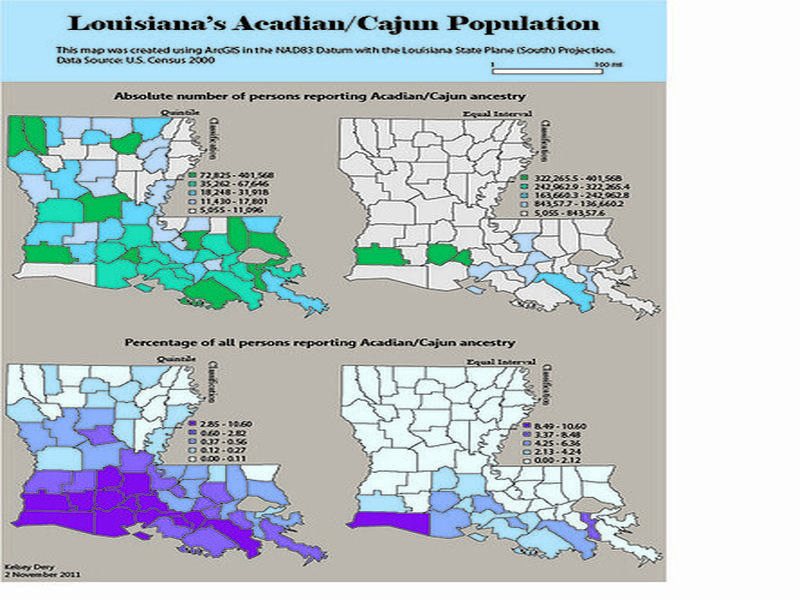 Louisiana's Acadian/Cajun Population
This map was created using ArcGIS in the NAD83 Datum with the Louisiana State Plane (South) Projection.
Data Source: U.S. Census 2000
1 100 mi
Absolute number of persons reporting Acadian/Cajun ancestry
Quintile
Classification
72,825 - 401,568
35,262 - 67,646
18,248 - 31,918
11,430 - 17,801
5,055 - 11,096
Equal Interval
Classification
322,265.5 - 401,568
242,962.9 - 322,265.4
163,660.3 - 242,962.8
843,57.7 - 136,660.2
5,055 - 843,57.6
Percentage of all persons reporting Acadian/Cajun ancestry
Quintile
Classification
2.85 - 10.60
0.60 - 2.82
0.37 - 0.56
0.12 - 0.27
0.00 - 0.11
Equal Interval
Classification
8.49 - 10.60
3.37 - 8.48
4.25 - 6.36
2.13 - 4.24
0.00 - 2.12
Kelsey Dery
2 November 2011